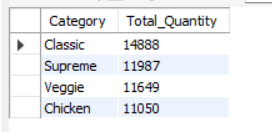 Category Total_Quantity
Classic 14888
Supreme 11987
Veggie 11649
Chicken 11050